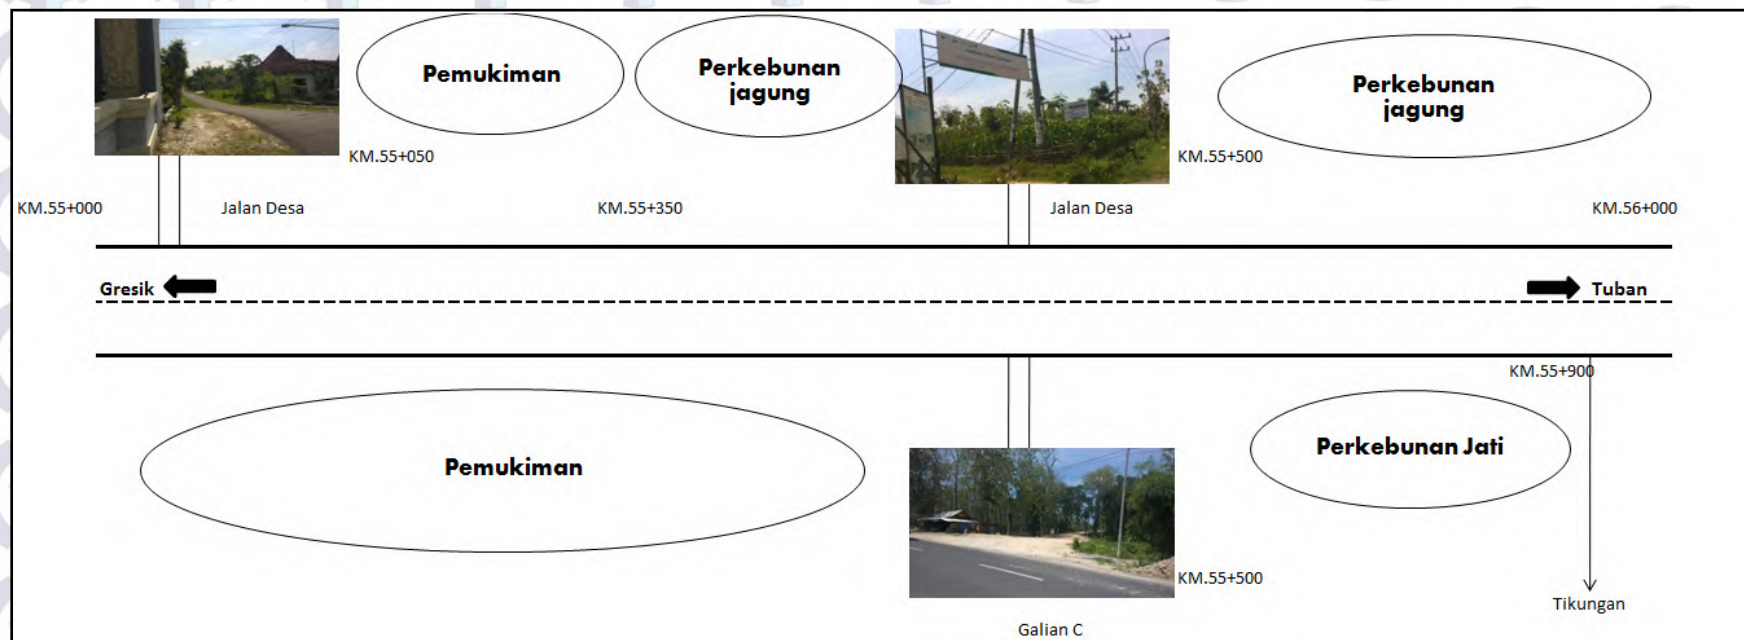 Pemukiman
Perkebunan
jagung
Perkebunan
jagung
KM.55+050
KM.55+500
KM.55+000
Jalan Desa
KM.55+350
Jalan Desa
KM.56+000
Gresik
Tuban
KM.55+900
Pemukiman
Perkebunan Jati
KM.55+500
Tikungan
Galian C